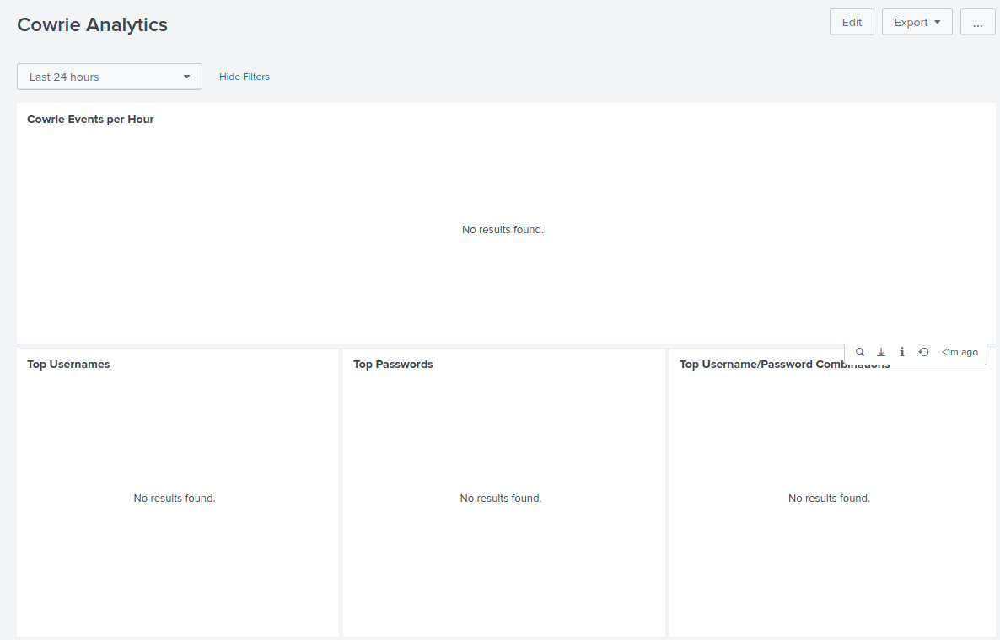 Cowrie Analytics
Edit
Export
...
Last 24 hours
Hide Filters
Cowrie Events per Hour
No results found.
<1m ago
Top Usernames
Top Passwords
Top Username/Password Combinations
No results found.
No results found.
No results found.